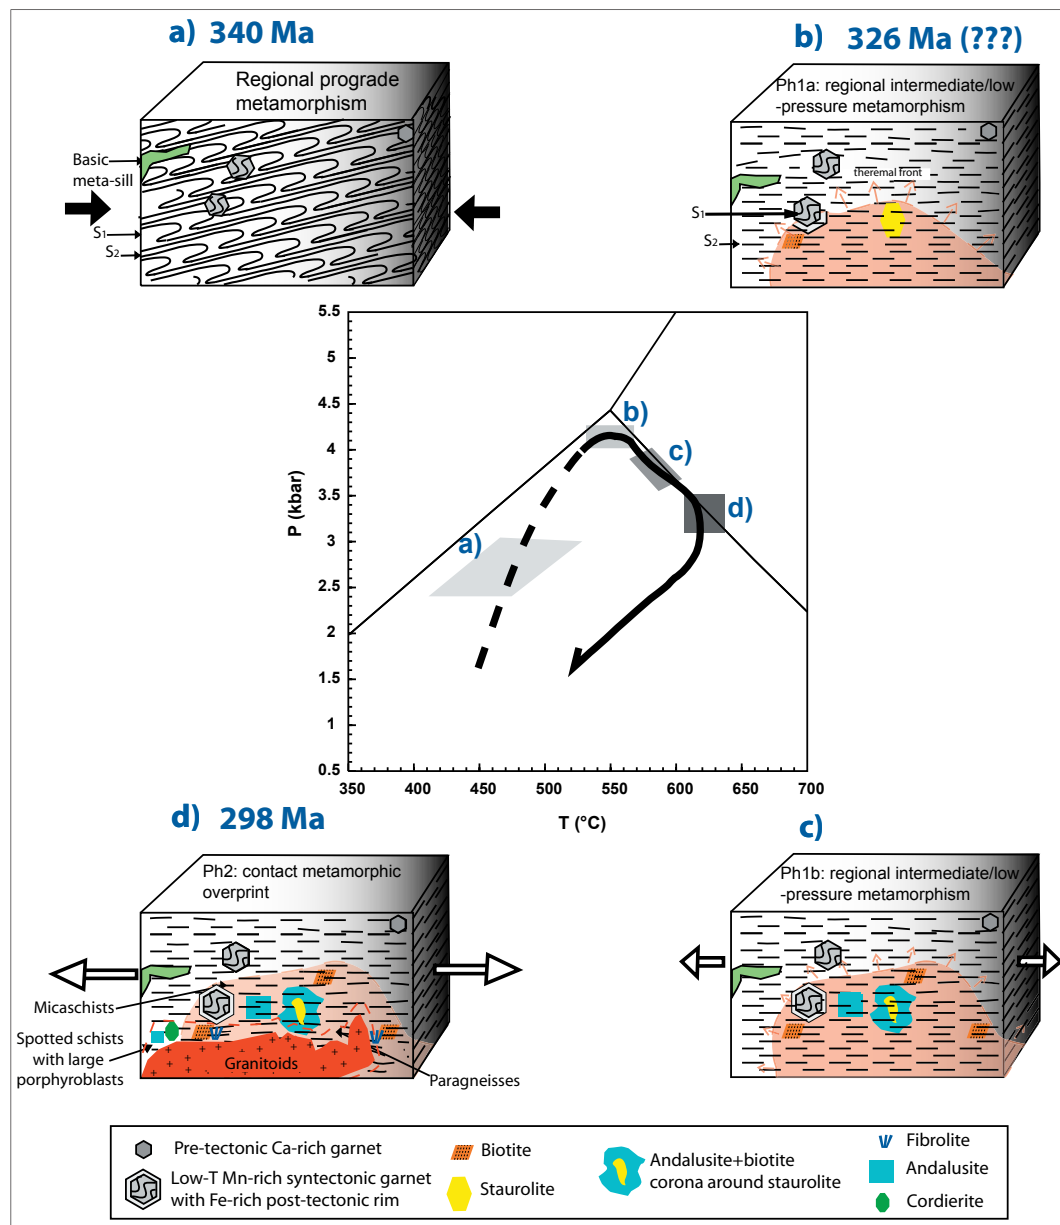 a) 340 Ma
Regional prograde
metamorphism
Basic
meta-sill
S1
S2
b) 326 Ma (???)
Ph1a: regional intermediate/low
-pressure metamorphism
theremal front
S1
S2
5.5
5
4.5
4
3.5
3
2.5
2
1.5
1
0.5
P (kbar)
a)
b)
c)
d)
350 400 450 500 550 600 650 700
T (°C)
d) 298 Ma
Ph2: contact metamorphic
overprint
Micaschists
Spotted schists
with large
porphyroblasts
Granitoids
Paragneisses
c)
Ph1b: regional intermediate/low
-pressure metamorphism
Pre-tectonic Ca-rich garnet
Low-T Mn-rich syntectonic garnet
with Fe-rich post-tectonic rim
Biotite
Staurolite
Andalusite+biotite
corona around staurolite
Fibrolite
Andalusite
Cordierite